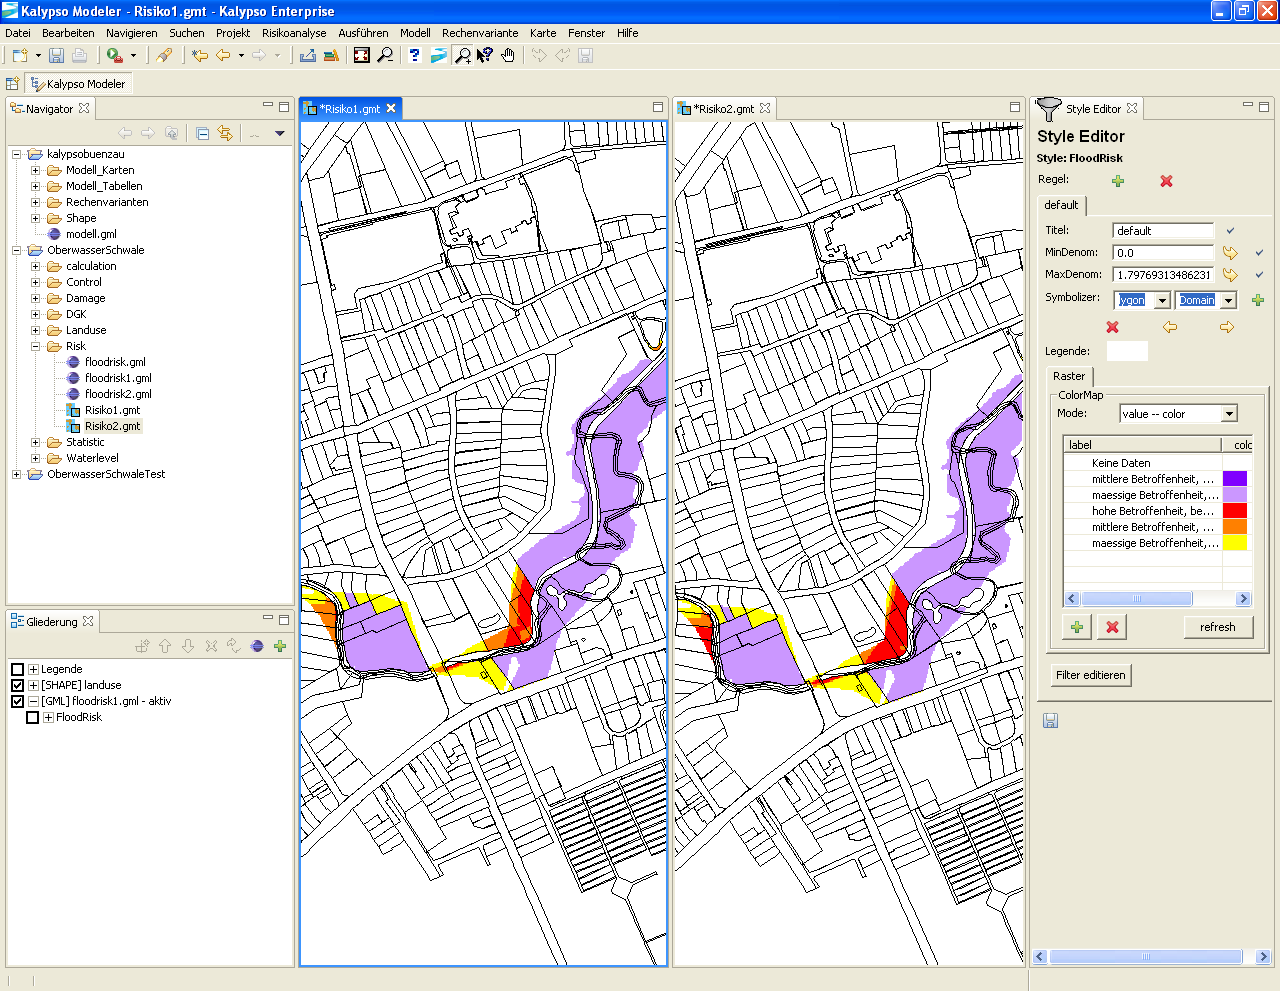 Kalypso Modeler - Risiko1.gmt - Kalypso Enterprise
Datei Bearbeiten Navigieren Suchen Projekt Risikoanalyse Ausführen Modell Rechenvariante Karte Fenster Hilfe
Kalypso Modeler
Navigator
kalypsobuenzau
Modell_Karten
Modell_Tabellen
Rechenvarianten
Shape
modell.gml
OberwasserSchwale
calculation
Control
Damage
DGK
Landuse
Risk
floodrisk.gml
floodrisk1.gml
floodrisk2.gml
Risiko1.gmt
Risiko2.gmt
Statistic
Waterlevel
OberwasserSchwaleTest
Gliederung
Legende
[SHAPE] landuse
[GML] floodrisk1.gml - aktiv
FloodRisk
*Risiko1.gmt
*Risiko2.gmt
Style Editor
Style Editor
Style: FloodRisk
Regel:
default
Titel: default
MinDenom: 0.0
MaxDenom: 1.79769313486231
Symbolizer: lygon Domain
Legende:
Raster
ColorMap
Mode: value -- color
label colc
Keine Daten
mittlere Betroffenheit, ...
maessige Betroffenheit,...
hohe Betroffenheit, be...
mittlere Betroffenheit, ...
maessige Betroffenheit,...
refresh
Filter editieren